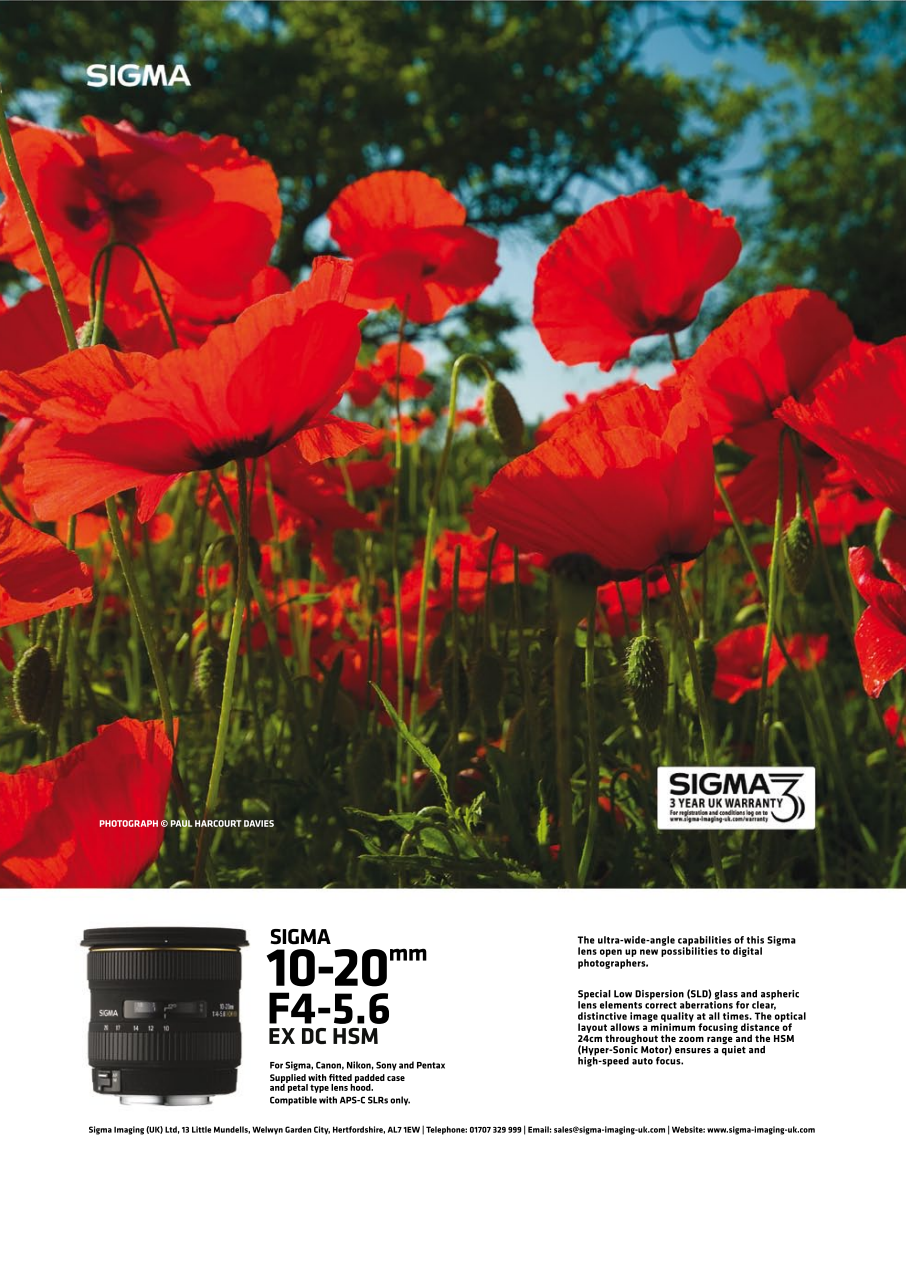 SIGMA
PHOTOGRAPH © PAUL HARCOURT DAVIES
SIGMA 3
3 YEAR UK WARRANTY
For registration and conditions log on to
www.sigma-imaging-uk.com/warranty
SIGMA
10-20mm
F4-5.6
EX DC HSM
For Sigma, Canon, Nikon, Sony and Pentax
Supplied with fitted padded case
and petal type lens hood.
Compatible with APS-C SLRs only.
The ultra-wide-angle capabilities of this Sigma
lens open up new possibilities to digital
photographers.
Special Low Dispersion (SLD) glass and aspheric
lens elements correct aberrations for clear,
distinctive image quality at all times. The optical
layout allows a minimum focusing distance of
24cm throughout the zoom range and the HSM
(Hyper-Sonic Motor) ensures a quiet and
high-speed auto focus.
SIGMA
20 17 14 12 10
Sigma Imaging (UK) Ltd, 13 Little Mundells, Welwyn Garden City, Hertfordshire, AL7 1EW | Telephone: 01707 329 999 | Email: sales@sigma-imaging-uk.com | Website: www.sigma-imaging-uk.com